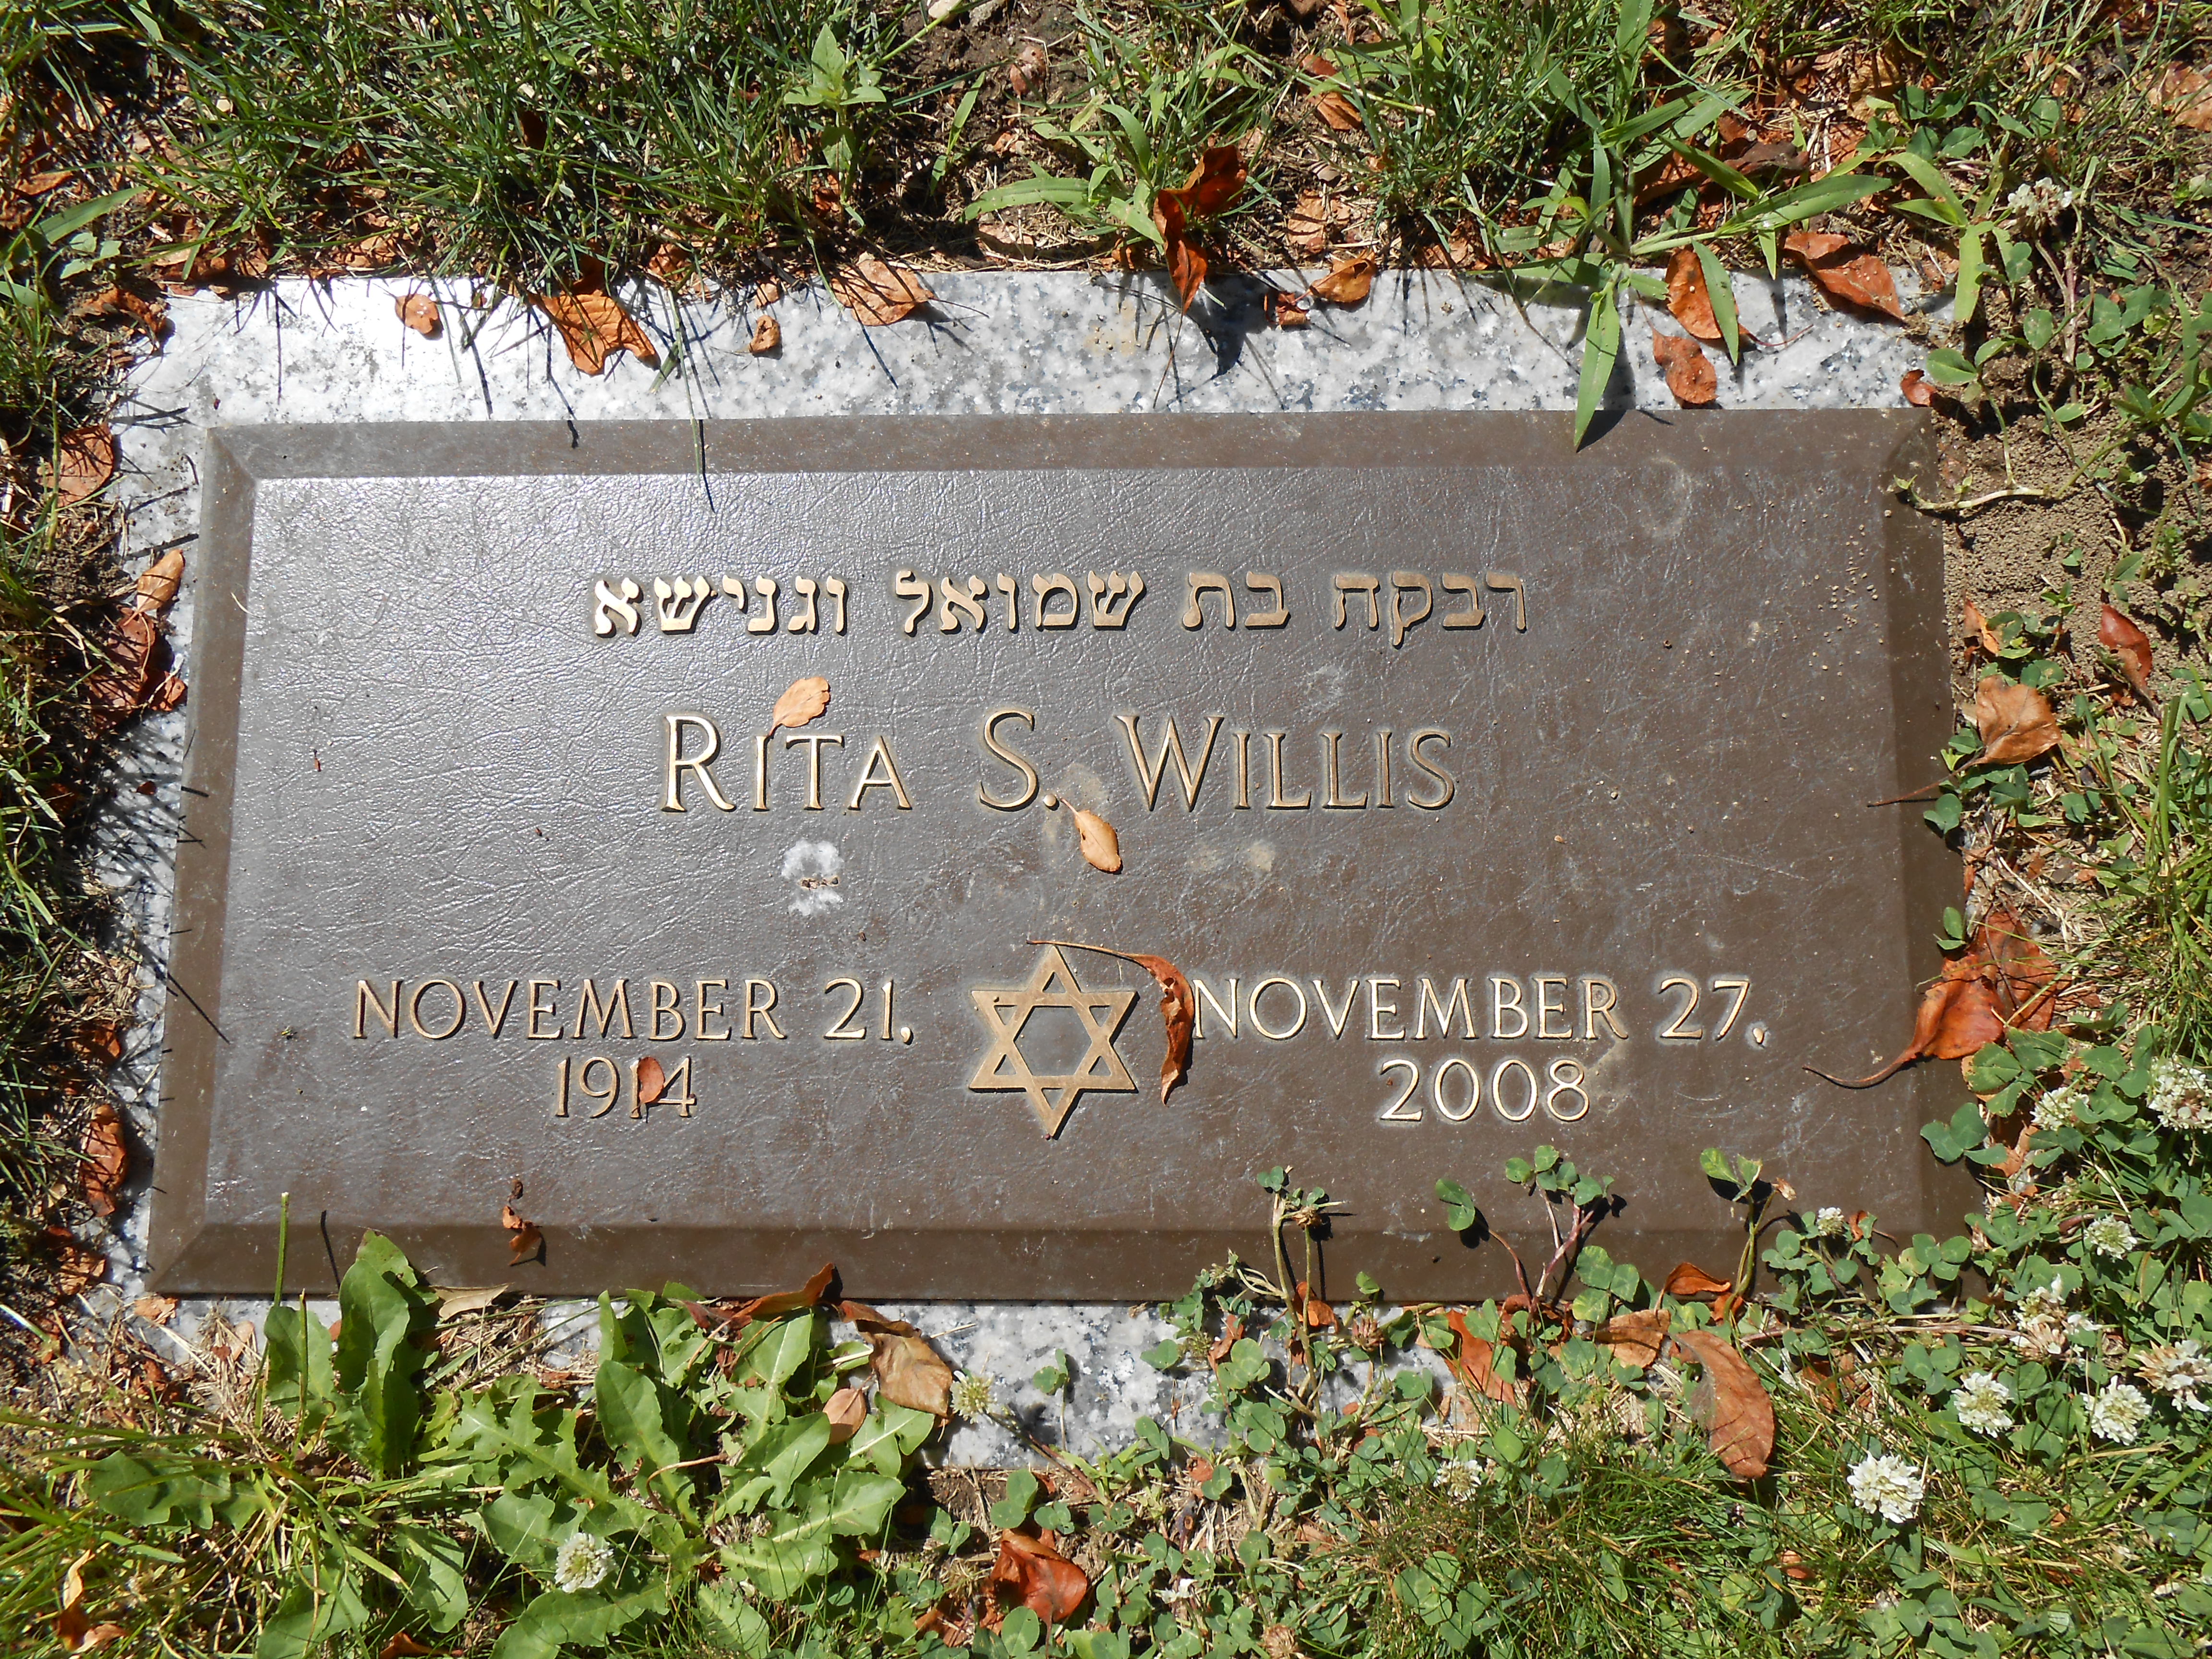 רבקה בת שמואל וגנישא
RITA S. WILLIS
NOVEMBER 21, NOVEMBER 27,
1914 2008